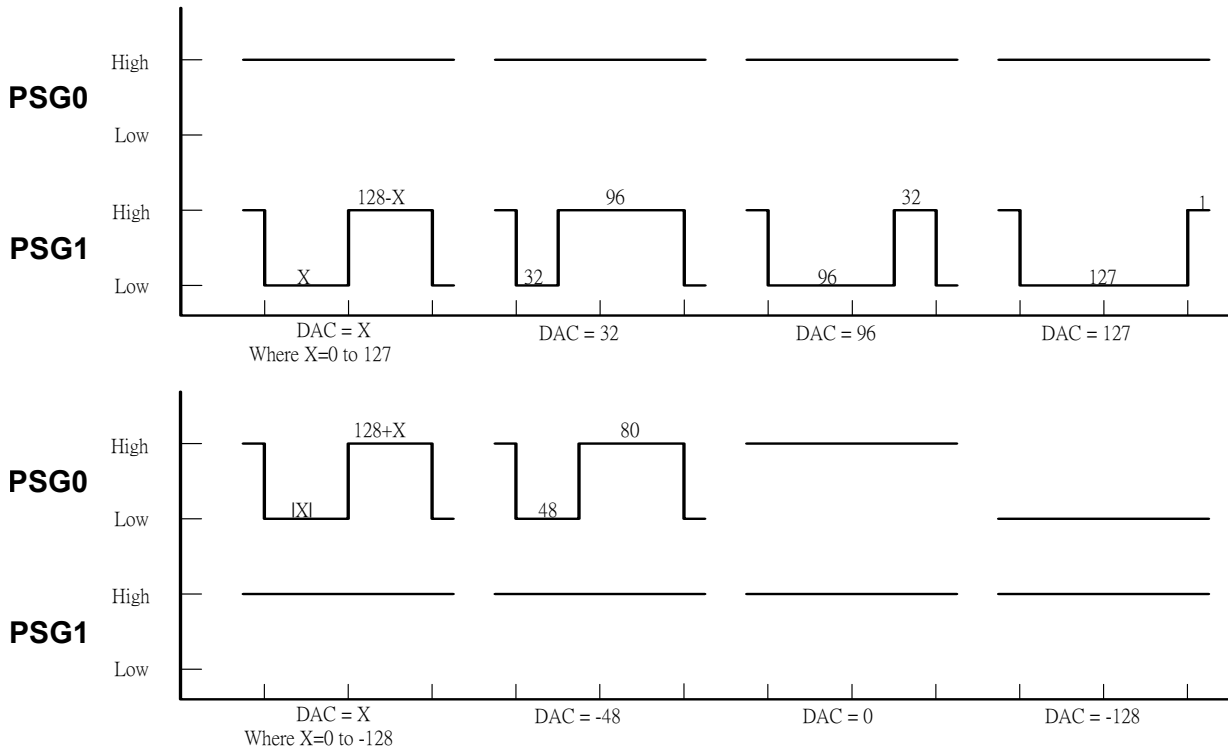 High
PSG0
Low
128-X 96 32 1
High
PSG1
X 32 96 127
Low
DAC = X DAC = 32 DAC = 96 DAC = 127
Where X=0 to 127
128+X 80
High
PSG0
|X| 48
Low
High
PSG1
Low
DAC = X DAC = -48 DAC = 0 DAC = -128
Where X=0 to -128